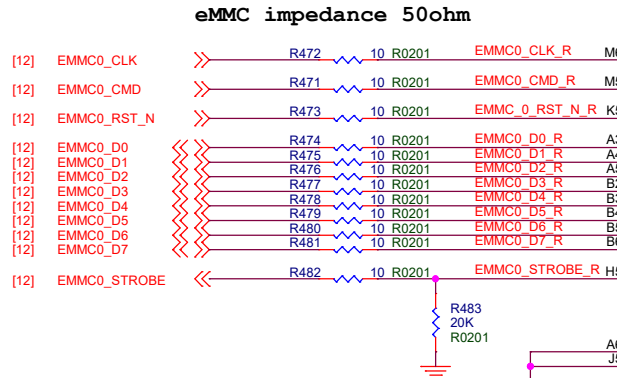 eMMC impedance 50ohm
[12] EMMC0_CLK R472 10 R0201 EMMC0_CLK_R
[12] EMMC0_CMD R471 10 R0201 EMMC0_CMD_R
[12] EMMC0_RST_N R473 10 R0201 EMMC_0_RST_N_R
[12] EMMC0_D0 R474 10 R0201 EMMC0_D0_R
[12] EMMC0_D1 R475 10 R0201 EMMC0_D1_R
[12] EMMC0_D2 R476 10 R0201 EMMC0_D2_R
[12] EMMC0_D3 R477 10 R0201 EMMC0_D3_R
[12] EMMC0_D4 R478 10 R0201 EMMC0_D4_R
[12] EMMC0_D5 R479 10 R0201 EMMC0_D5_R
[12] EMMC0_D6 R480 10 R0201 EMMC0_D6_R
[12] EMMC0_D7 R481 10 R0201 EMMC0_D7_R
[12] EMMC0_STROBE R482 10 R0201 EMMC0_STROBE_R
R483
20K
R0201